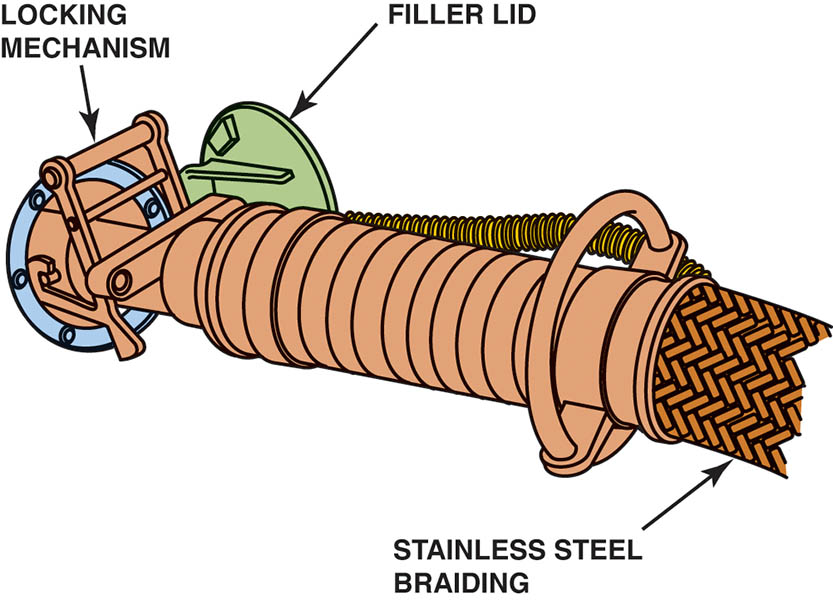 LOCKING
MECHANISM
FILLER LID
STAINLESS STEEL
BRAIDING